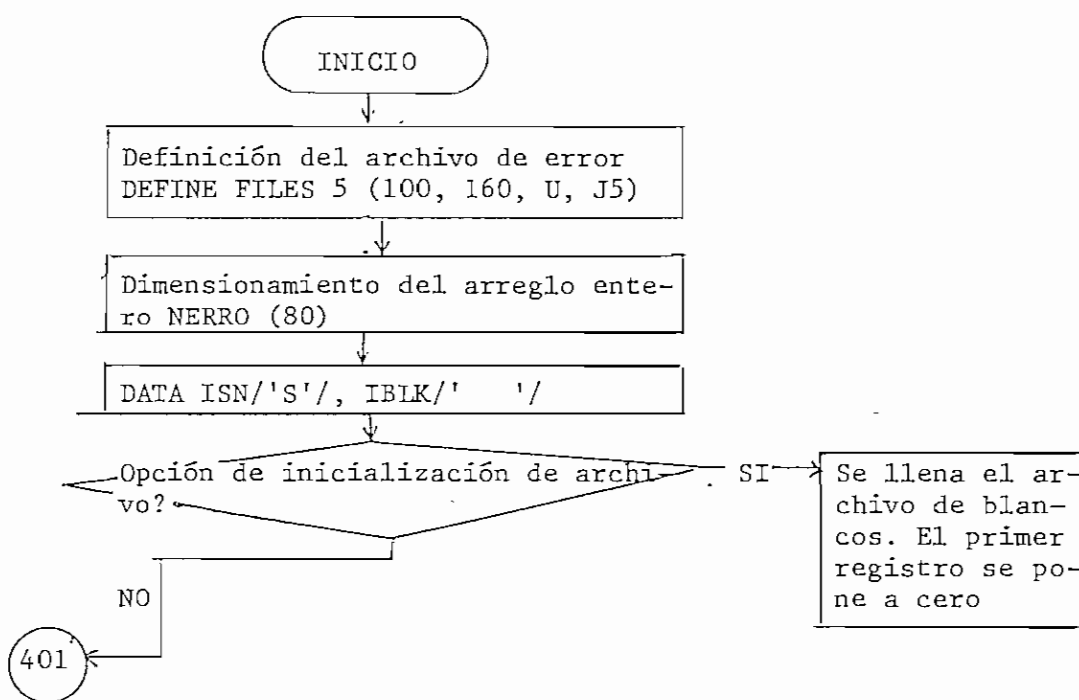 INICIO
Definición del archivo de error
DEFINE FILES 5 (100, 160, U, J5)
Dimensionamiento del arreglo ente-
ro NERRO (80)
DATA ISN/'S'/, IBLK/'   '/
Opción de inicialización de archi-
vo?
SI
Se llena el ar-
chivo de blan-
cos. El primer
registro se po-
ne a cero
NO
401